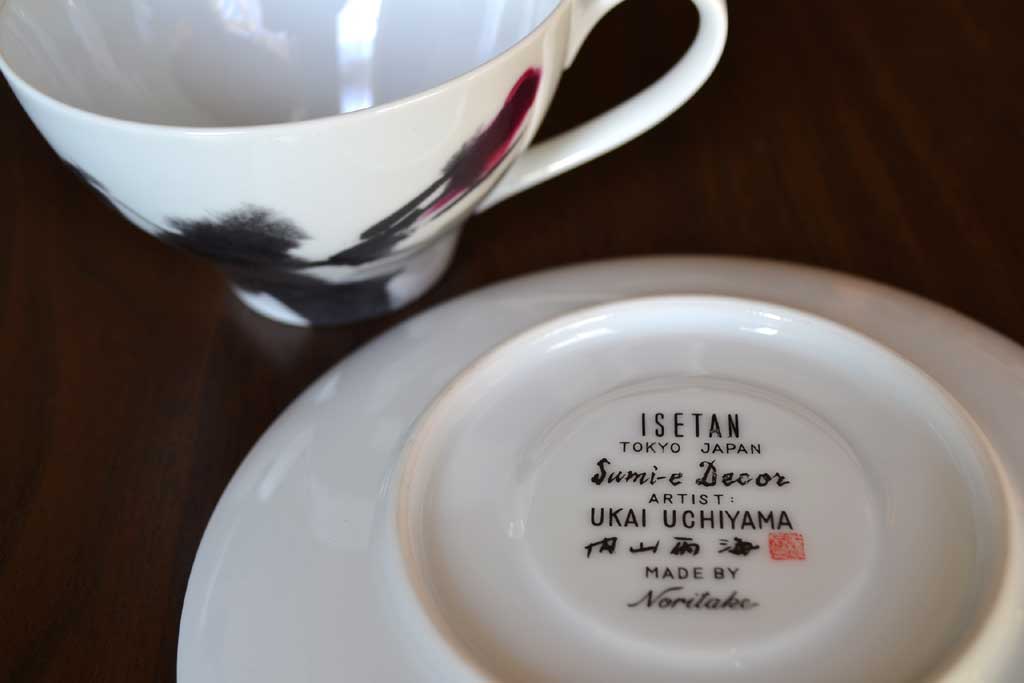 ISETAN
TOKYO JAPAN
Sumi-e Decor
ARTIST:
UKAI UCHIYAMA
内山雨海
MADE BY
Noritake